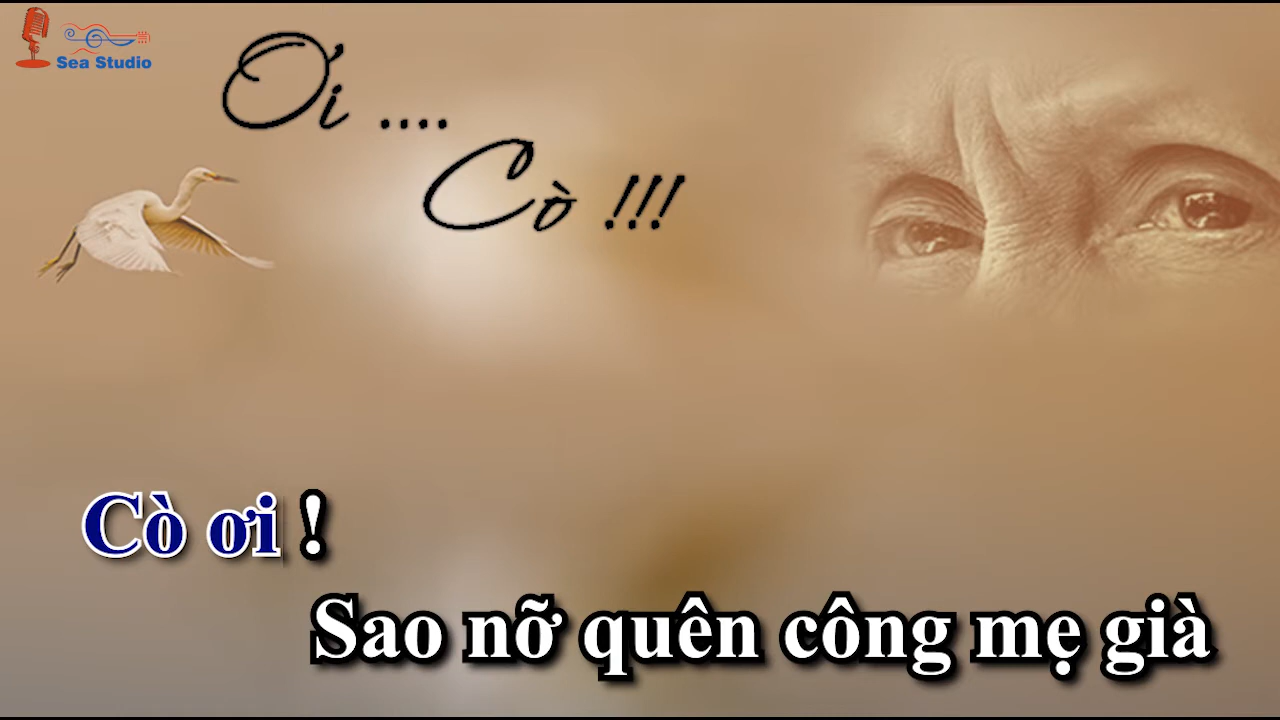 Sea Studio
Ơi ....
Cò !!!
Cò ơi !
Sao nỡ quên công mẹ già